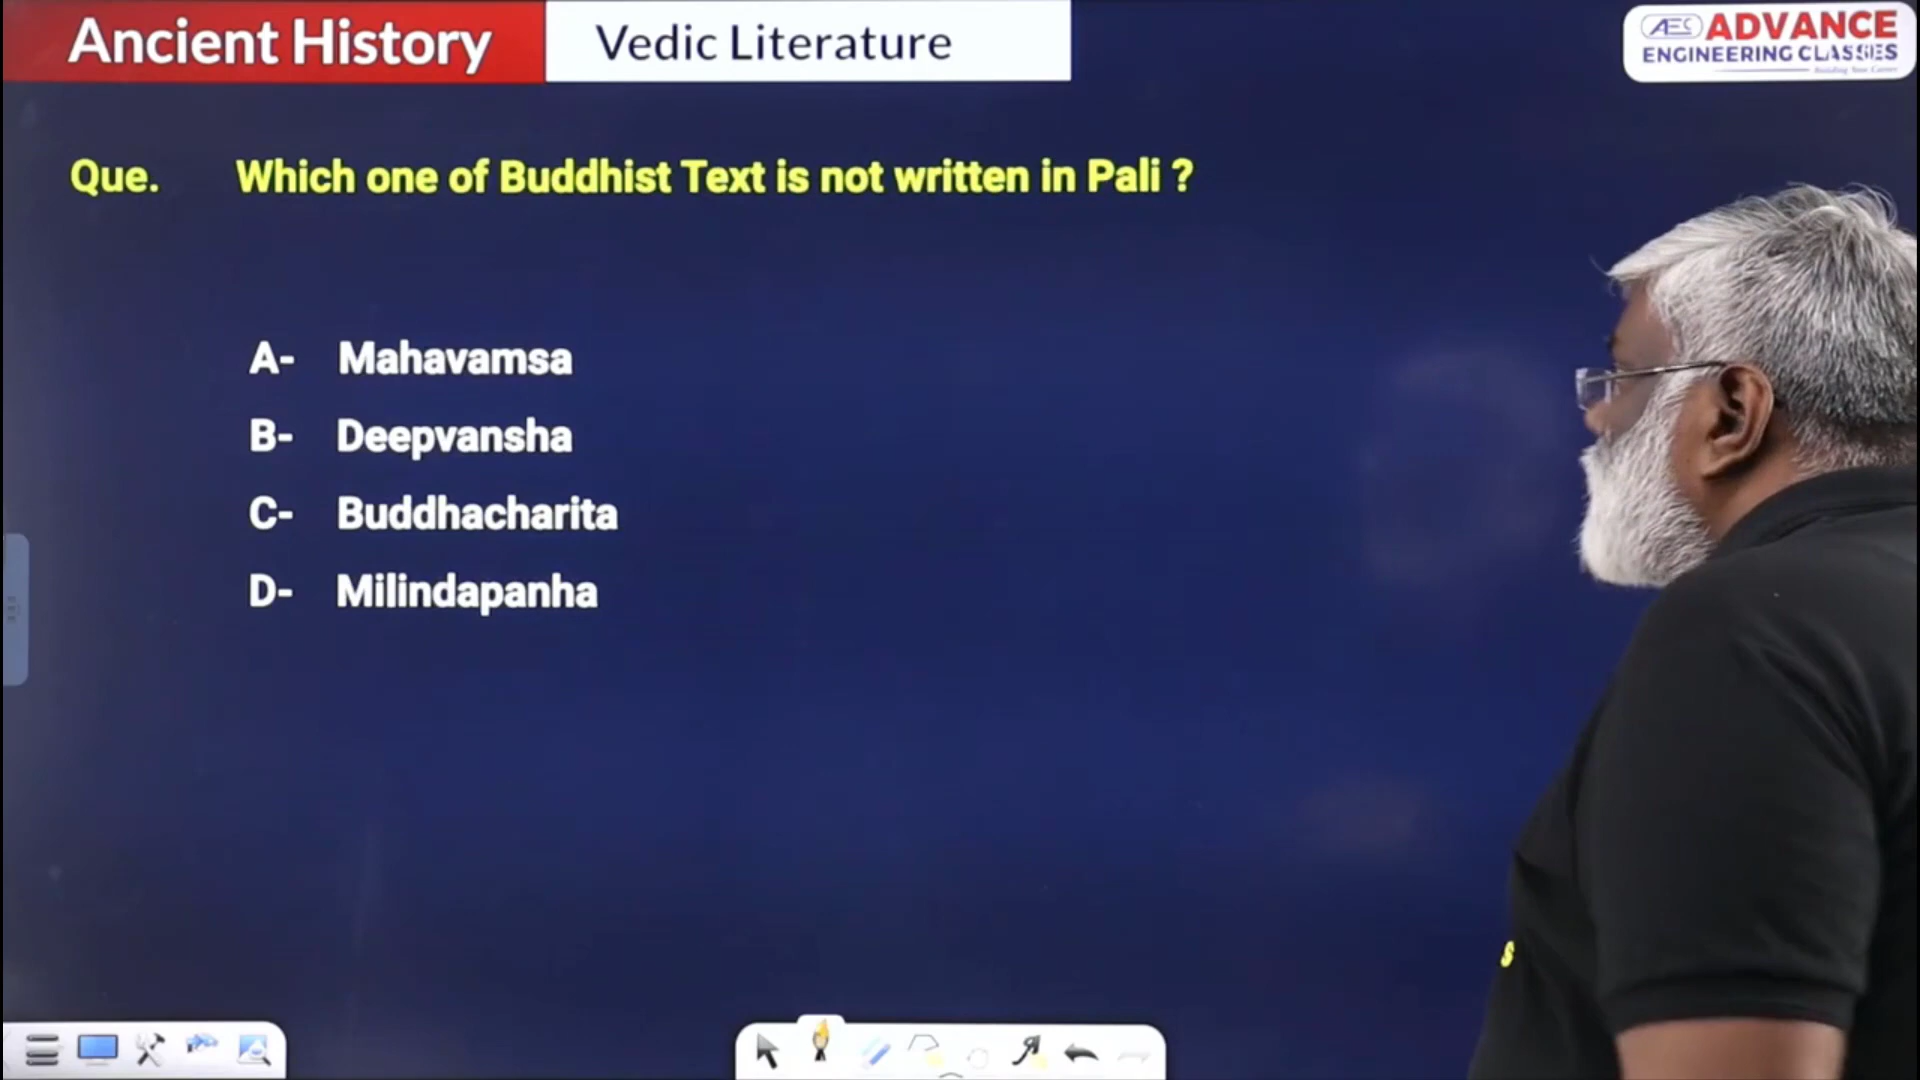 Ancient History Vedic Literature
AEC ADVANCE
ENGINEERING CLASSES
Que. Which one of Buddhist Text is not written in Pali ?
A- Mahavamsa
B- Deepvansha
C- Buddhacharita
D- Milindapanha
s